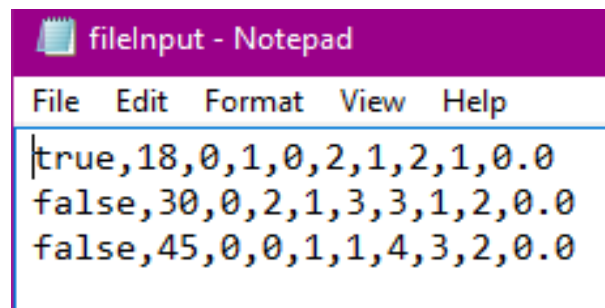 fileInput - Notepad
File Edit Format View Help
true,18,0,1,0,2,1,2,1,0.0
false,30,0,2,1,3,3,1,2,0.0
false,45,0,0,1,1,4,3,2,0.0